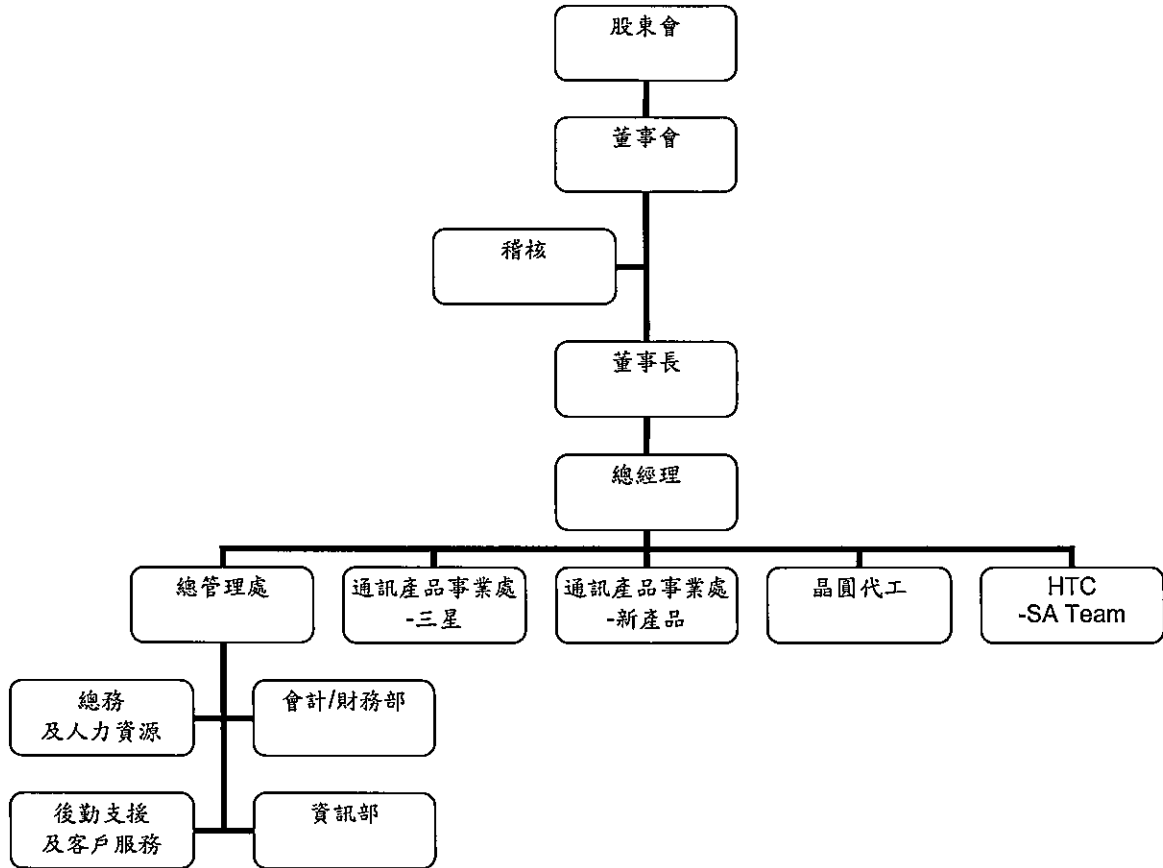 股東會
董事會
稽核
董事長
總經理
總管理處
通訊產品事業處
-三星
通訊產品事業處
-新產品
晶圓代工
HTC
-SA Team
總務
及人力資源
會計/財務部
後勤支援
及客戶服務
資訊部